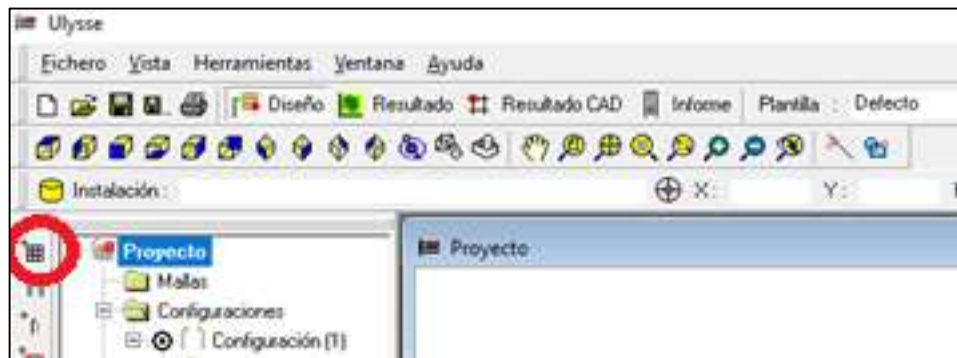 Ulysse
Fichero Vista Herramientas Ventana Ayuda
Diseño Resultado Resultado CAD Informe Plantilla : Defecto
Instalación : X: Y:
Proyecto
Proyecto
Mallas
Configuraciones
Configuración (1)